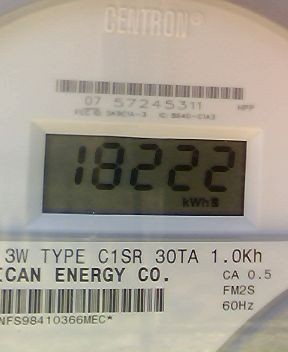 CENTRON®
07 57245311
18222
kWh
3W TYPE C1SR 30TA 1.0Kh
ICAN ENERGY CO.
CA 0.5
FM2S
60Hz
NFS98410366MEC*